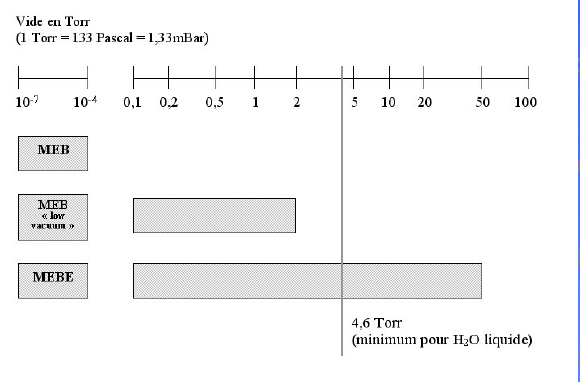 Vide en Torr
(1 Torr = 133 Pascal = 1,33mBar)
10-7 10-4 0,1 0,2 0,5 1 2 5 10 20 50 100
MEB
MEB
« low
vacuum »
MEBE
4,6 Torr
(minimum pour H₂O liquide)